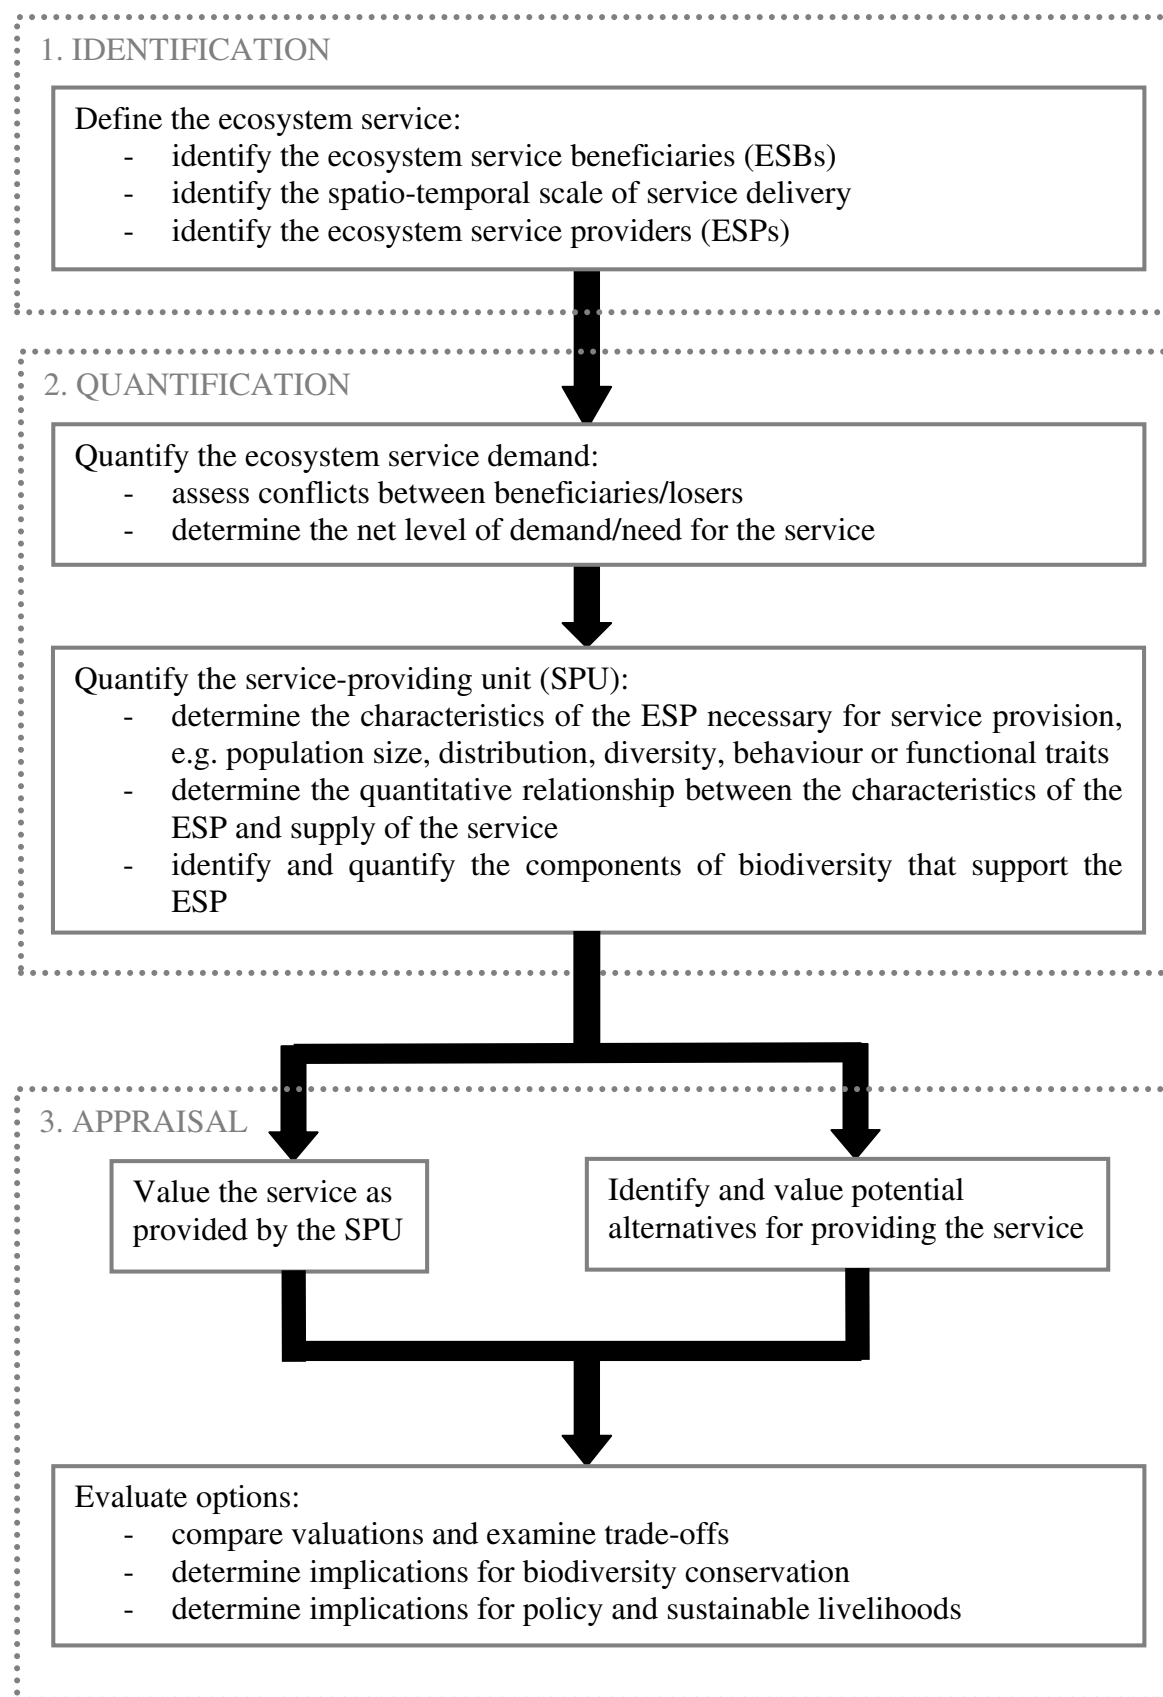 1. IDENTIFICATION
Define the ecosystem service:
- identify the ecosystem service beneficiaries (ESBs)
- identify the spatio-temporal scale of service delivery
- identify the ecosystem service providers (ESPs)
2. QUANTIFICATION
Quantify the ecosystem service demand:
- assess conflicts between beneficiaries/losers
- determine the net level of demand/need for the service
Quantify the service-providing unit (SPU):
- determine the characteristics of the ESP necessary for service provision,
e.g. population size, distribution, diversity, behaviour or functional traits
- determine the quantitative relationship between the characteristics of the
ESP and supply of the service
- identify and quantify the components of biodiversity that support the
ESP
3. APPRAISAL
Value the service as
provided by the SPU
Identify and value potential
alternatives for providing the service
Evaluate options:
- compare valuations and examine trade-offs
- determine implications for biodiversity conservation
- determine implications for policy and sustainable livelihoods